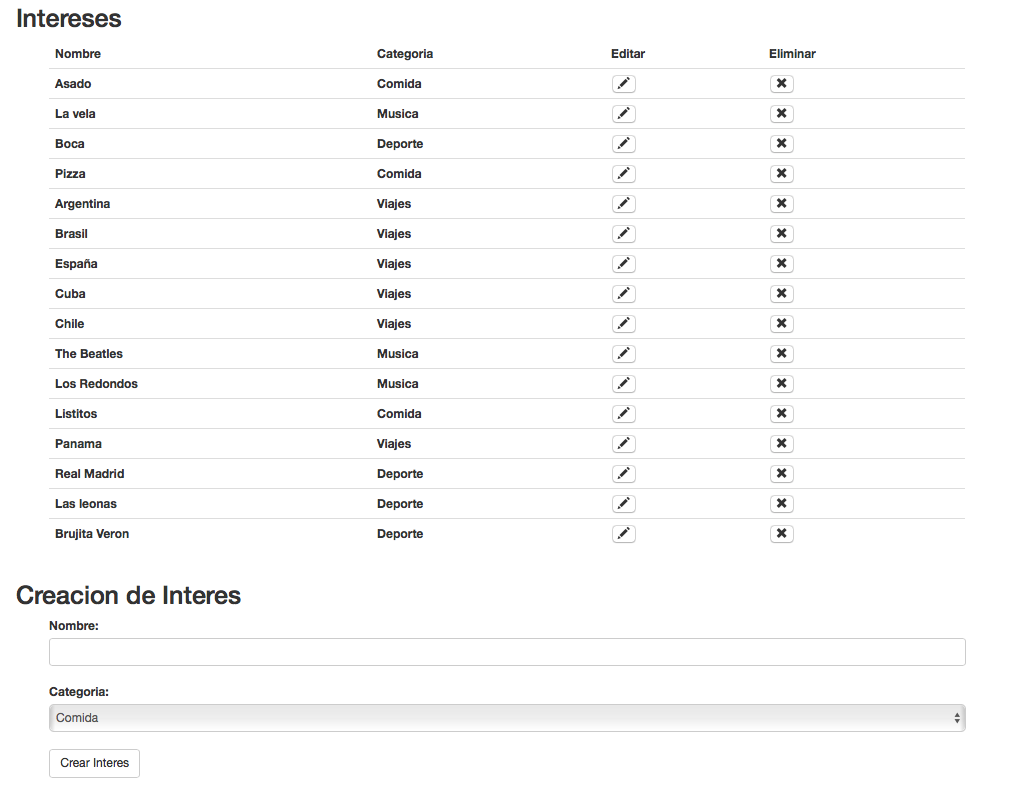 Intereses
Nombre Categoria Editar Eliminar
Asado Comida
La vela Musica
Boca Deporte
Pizza Comida
Argentina Viajes
Brasil Viajes
España Viajes
Cuba Viajes
Chile Viajes
The Beatles Musica
Los Redondos Musica
Listitos Comida
Panama Viajes
Real Madrid Deporte
Las leonas Deporte
Brujita Veron Deporte
Creacion de Interes
Nombre:
Categoria:
Comida
Crear Interes